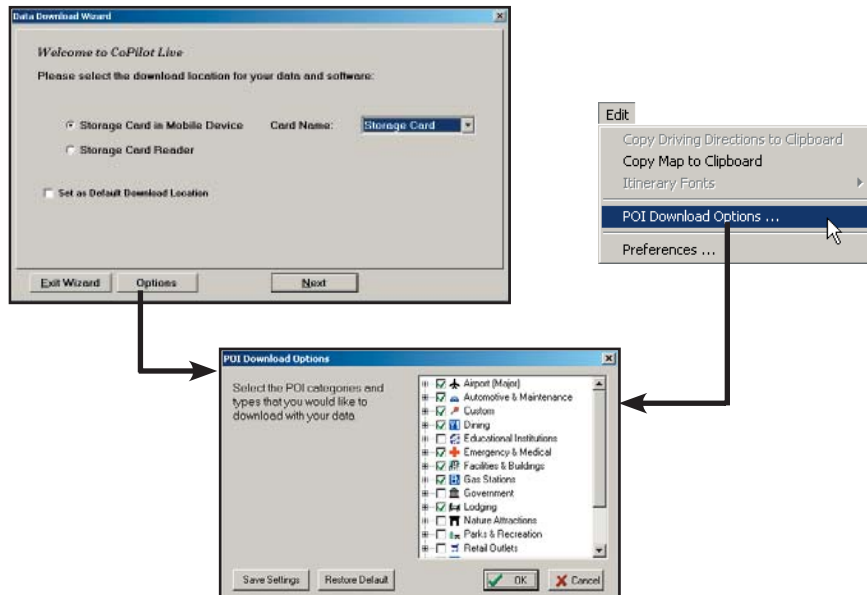 Data Download Wizard
Welcome to CoPilot Live
Please select the download location for your data and software:
Storage Card in Mobile Device
Card Name:
Storage Card
Storage Card Reader
Set as Default Download Location
Exit Wizard
Options
Next
Edit
Copy Driving Directions to Clipboard
Copy Map to Clipboard
Itinerary Fonts
POI Download Options ...
Preferences ...
POI Download Options
Select the POI categories and
types that you would like to
download with your data
Airport (Major)
Automotive & Maintenance
Custom
Dining
Educational Institutions
Emergency & Medical
Facilities & Buildings
Gas Stations
Government
Lodging
Nature Attractions
Parks & Recreation
Retail Outlets
Save Settings
Restore Default
OK
Cancel